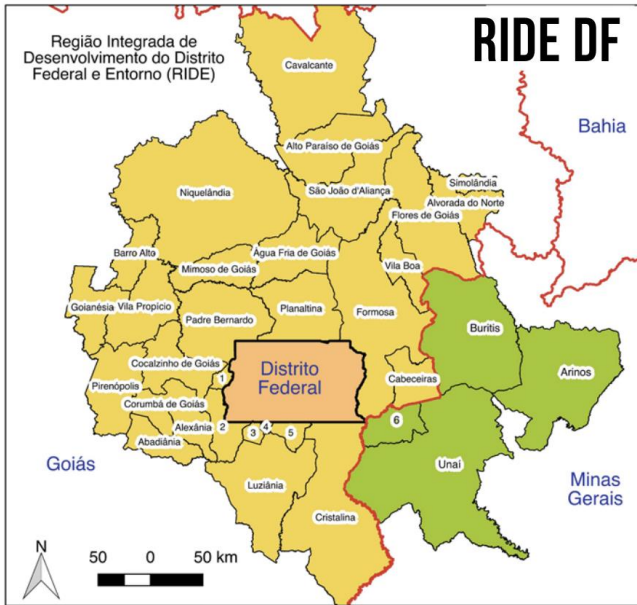 RIDE DF
Região Integrada de
Desenvolvimento do Distrito
Federal e Entorno (RIDE)
Cavalcante
Bahia
Alto Paraíso de Goiás
Simolândia
Niquelândia
São João d'Aliança
Alvorada do Norte
Flores de Goiás
Barro Alto
Água Fria de Goiás
Mimoso de Goiás
Vila Boa
Goianésia
Vila Propício
Padre Bernardo
Planaltina
Formosa
Buritis
Cocalzinho de Goiás
Distrito
Federal
Arinos
Pirenópolis
1
Cabeceiras
Corumbá de Goiás
Alexânia
2
3
4
5
6
Abadiânia
Goiás
Unaí
Luziânia
Minas
Gerais
Cristalina
N
50 0 50 km